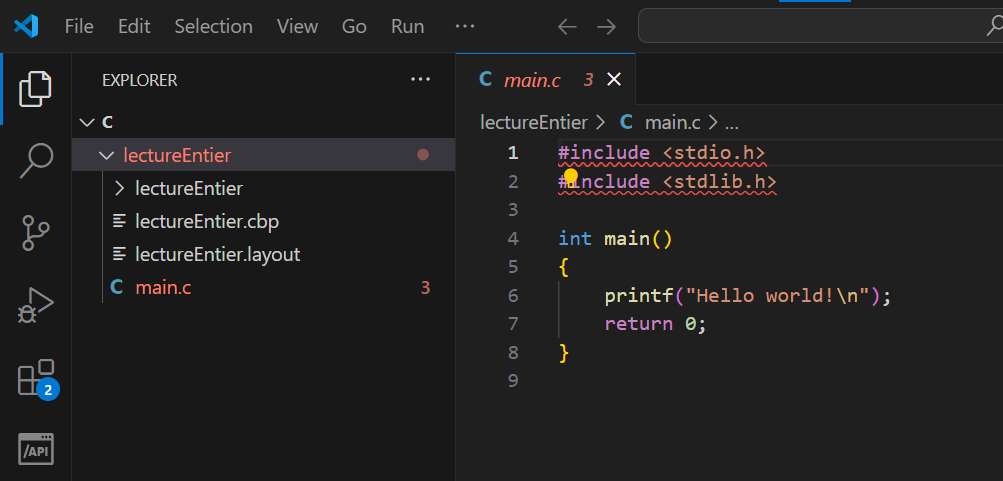 File Edit Selection View Go Run ...
EXPLORER ...
C
lectureEntier
lectureEntier
lectureEntier.cbp
lectureEntier.layout
C main.c 3
2
/API
C main.c 3
lectureEntier > C main.c > ...
1 #include <stdio.h>
2 #include <stdlib.h>
3
4 int main()
5 {
6 printf("Hello world!\n");
7 return 0;
8 }
9